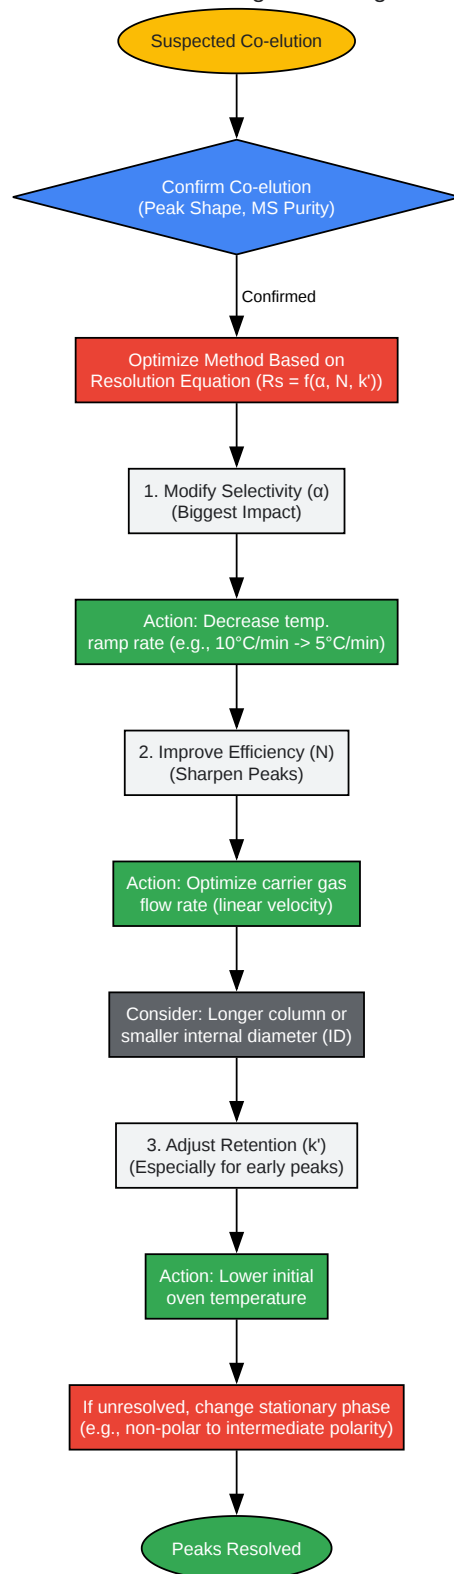 Suspected Co-elution
Confirm Co-elution
(Peak Shape, MS Purity)
Confirmed
Optimize Method Based on
Resolution Equation (Rs = f(α, N, k'))
1. Modify Selectivity (α)
(Biggest Impact)
Action: Decrease temp.
ramp rate (e.g., 10°C/min -> 5°C/min)
2. Improve Efficiency (N)
(Sharpen Peaks)
Action: Optimize carrier gas
flow rate (linear velocity)
Consider: Longer column or
smaller internal diameter (ID)
3. Adjust Retention (k')
(Especially for early peaks)
Action: Lower initial
oven temperature
If unresolved, change stationary phase
(e.g., non-polar to intermediate polarity)
Peaks Resolved